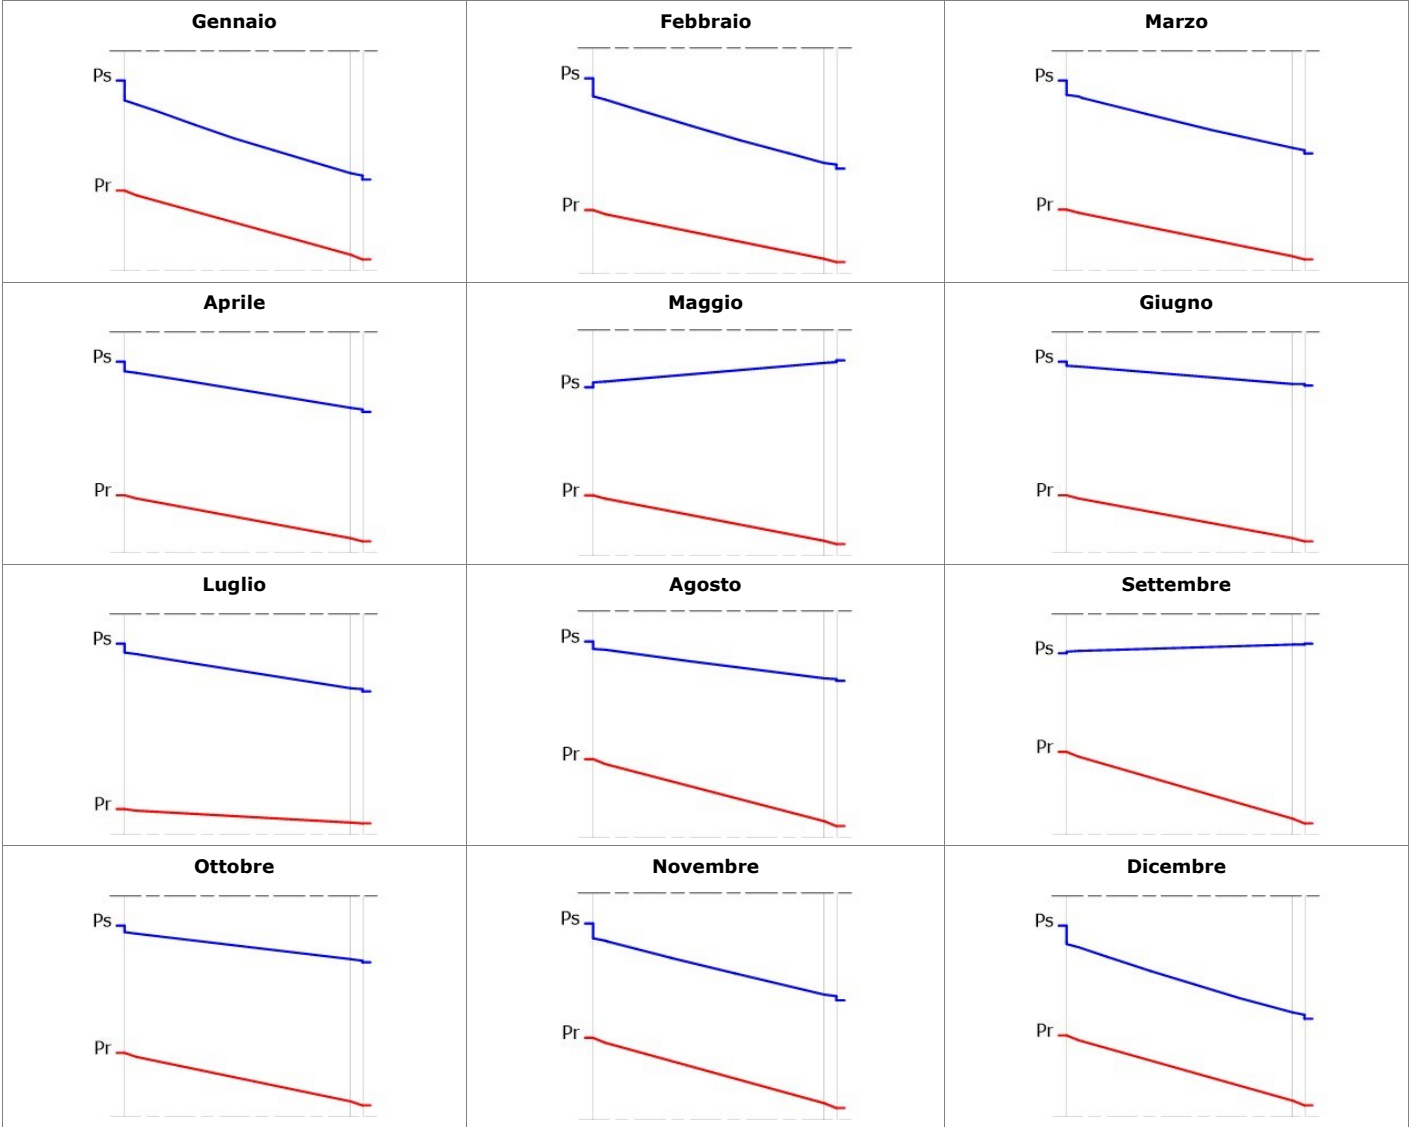 Gennaio
Febbraio
Marzo
Ps
Pr
Ps
Pr
Ps
Pr
Aprile
Maggio
Giugno
Ps
Pr
Ps
Pr
Ps
Pr
Luglio
Agosto
Settembre
Ps
Pr
Ps
Pr
Ps
Pr
Ottobre
Novembre
Dicembre
Ps
Pr
Ps
Pr
Ps
Pr